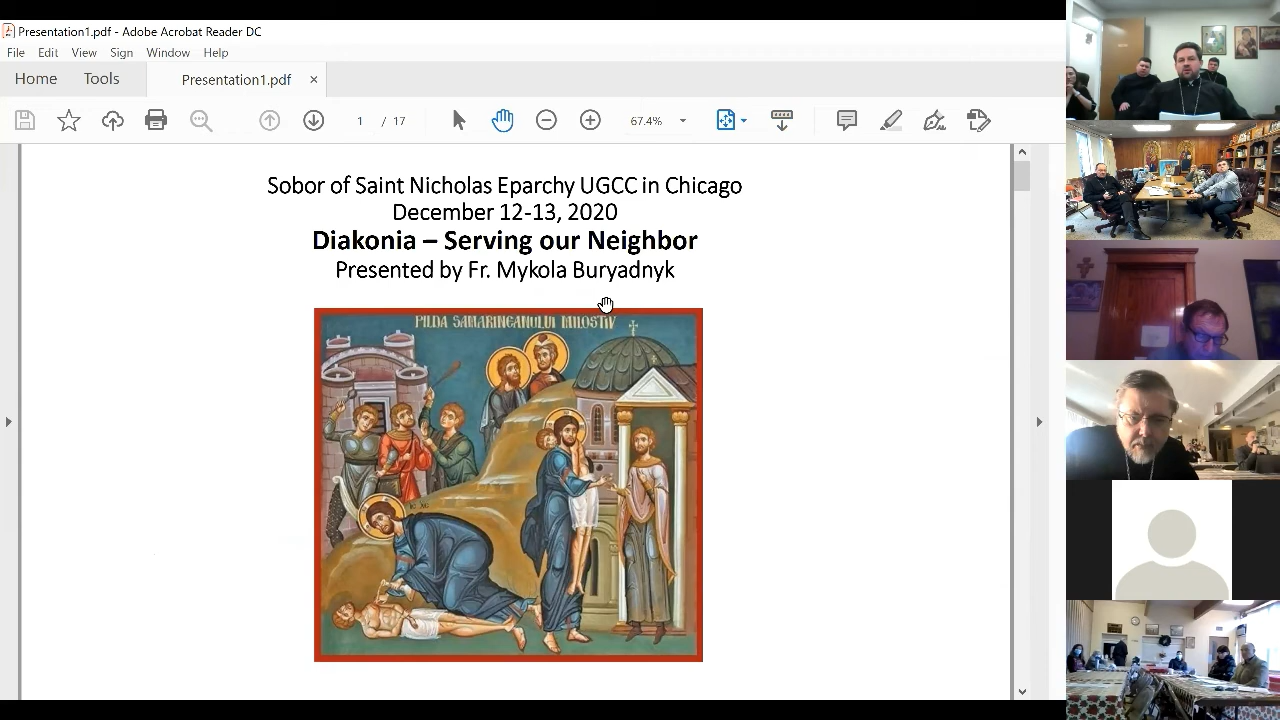 Presentation1.pdf - Adobe Acrobat Reader DC
File Edit View Sign Window Help
Home Tools Presentation1.pdf ×
1 / 17 67.4%
Sobor of Saint Nicholas Eparchy UGCC in Chicago
December 12-13, 2020
Diakonia – Serving our Neighbor
Presented by Fr. Mykola Buryadnyk
PILDA SAMARINEANULUI MILOSTIV
IC XC